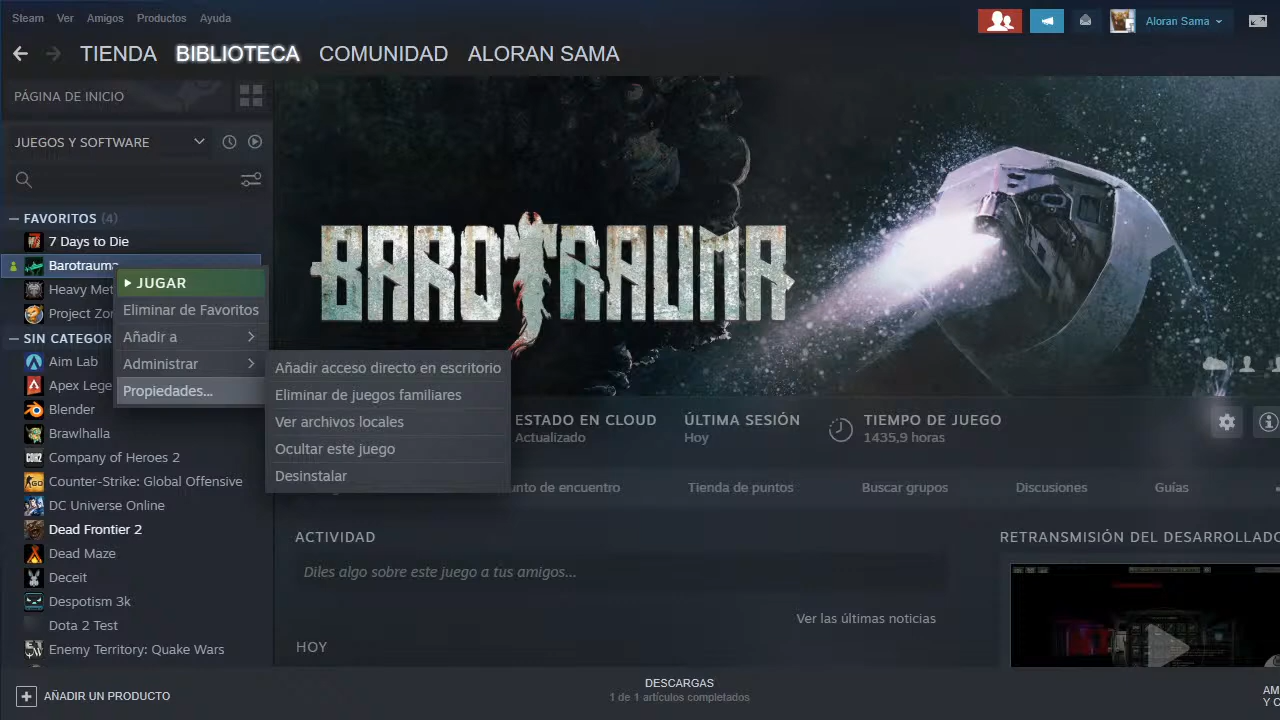 Steam Ver Amigos Productos Ayuda
Aloran Sama
TIENDA BIBLIOTECA COMUNIDAD ALORAN SAMA
PÁGINA DE INICIO
JUEGOS Y SOFTWARE
FAVORITOS (4)
7 Days to Die
Barotrauma
Heavy Met
Project Zor
SIN CATEGOR
Aim Lab
Apex Lege
Blender
Brawlhalla
Company of Heroes 2
Counter-Strike: Global Offensive
DC Universe Online
Dead Frontier 2
Dead Maze
Deceit
Despotism 3k
Dota 2 Test
Enemy Territory: Quake Wars
JUGAR
Eliminar de Favoritos
Añadir a
Administrar
Propiedades...
Añadir acceso directo en escritorio
Eliminar de juegos familiares
Ver archivos locales
Ocultar este juego
Desinstalar
BAROTRAUMA
ESTADO EN CLOUD
Actualizado
ÚLTIMA SESIÓN
Hoy
TIEMPO DE JUEGO
1435,9 horas
unto de encuentro Tienda de puntos Buscar grupos Discusiones Guías
ACTIVIDAD
Diles algo sobre este juego a tus amigos...
Ver las últimas noticias
HOY
RETRANSMISIÓN DEL DESARROLLADO
AÑADIR UN PRODUCTO
DESCARGAS
1 de 1 artículos completados
AM
Y C